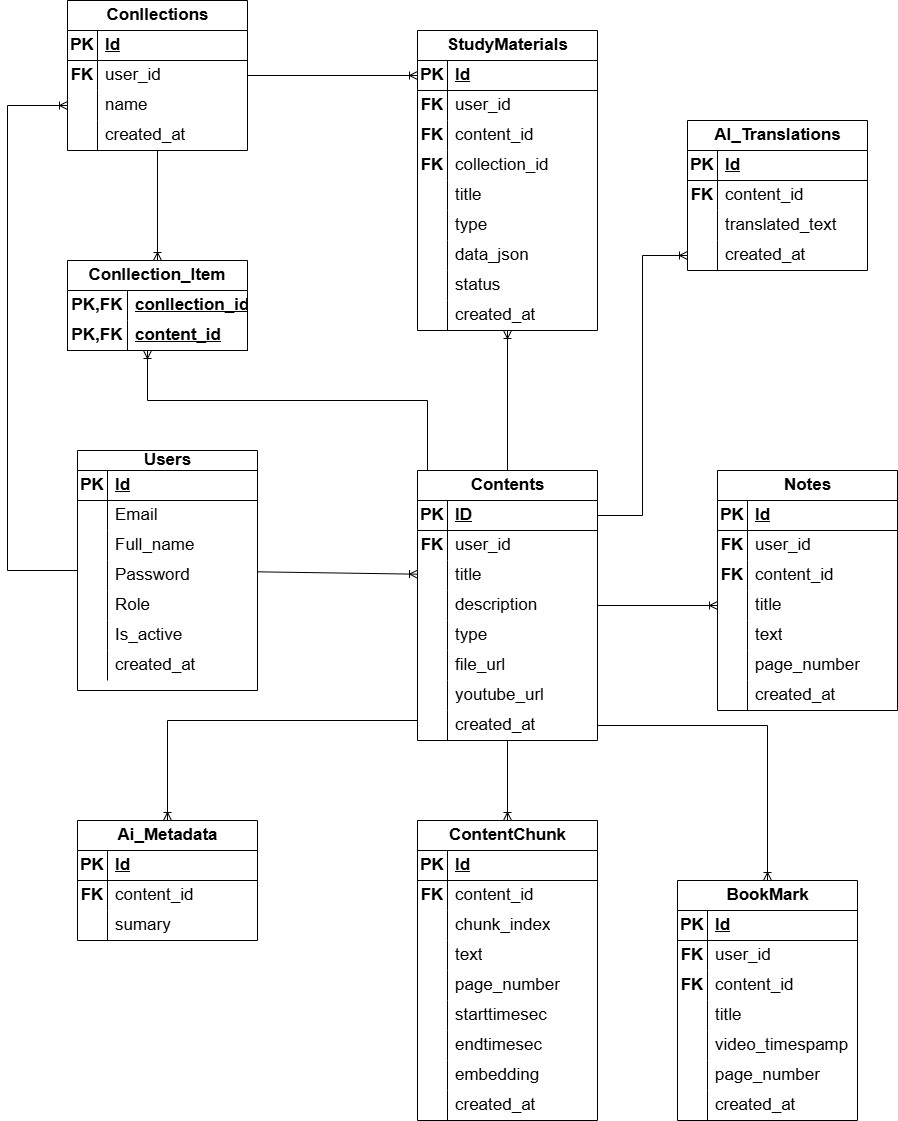 Conllections
PK Id
FK user_id
name
created_at
StudyMaterials
PK Id
FK user_id
FK content_id
FK collection_id
title
type
data_json
status
created_at
AI_Translations
PK Id
FK content_id
translated_text
created_at
Conllection_Item
PK,FK conllection_id
PK,FK content_id
Users
PK Id
Email
Full_name
Password
Role
Is_active
created_at
Contents
PK ID
FK user_id
title
description
type
file_url
youtube_url
created_at
Notes
PK Id
FK user_id
FK content_id
title
text
page_number
created_at
Ai_Metadata
PK Id
FK content_id
sumary
ContentChunk
PK Id
FK content_id
chunk_index
text
page_number
starttimesec
endtimesec
embedding
created_at
BookMark
PK Id
FK user_id
FK content_id
title
video_timespamp
page_number
created_at